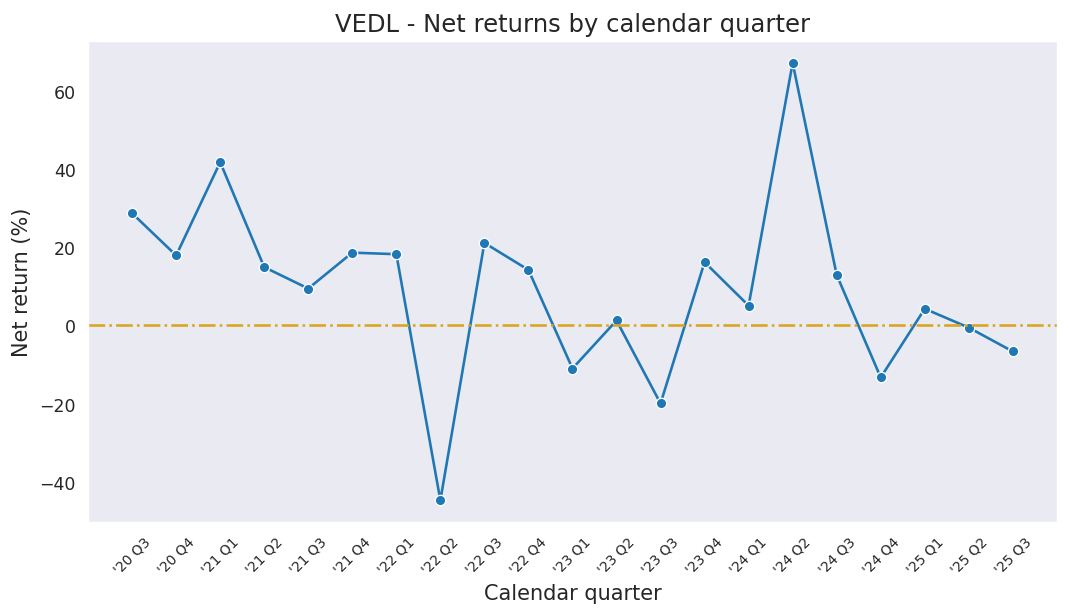 VEDL - Net returns by calendar quarter
Net return (%)
60
40
20
0
−20
−40
'20 Q3
'20 Q4
'21 Q1
'21 Q2
'21 Q3
'21 Q4
'22 Q1
'22 Q2
'22 Q3
'22 Q4
'23 Q1
'23 Q2
'23 Q3
'23 Q4
'24 Q1
'24 Q2
'24 Q3
'24 Q4
'25 Q1
'25 Q2
'25 Q3
Calendar quarter